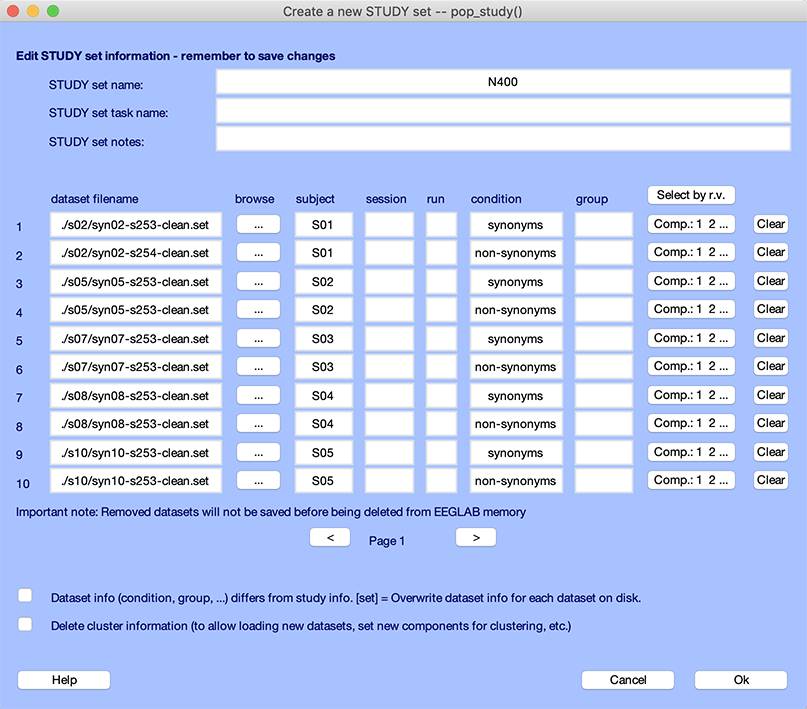 Create a new STUDY set -- pop_study()
Edit STUDY set information - remember to save changes
STUDY set name: N400
STUDY set task name:
STUDY set notes:
dataset filename browse subject session run condition group Select by r.v.
1 ./s02/syn02-s253-clean.set ... S01 synonyms Comp.: 1 2 ... Clear
2 ./s02/syn02-s254-clean.set ... S01 non-synonyms Comp.: 1 2 ... Clear
3 ./s05/syn05-s253-clean.set ... S02 synonyms Comp.: 1 2 ... Clear
4 ./s05/syn05-s253-clean.set ... S02 non-synonyms Comp.: 1 2 ... Clear
5 ./s07/syn07-s253-clean.set ... S03 synonyms Comp.: 1 2 ... Clear
6 ./s07/syn07-s253-clean.set ... S03 non-synonyms Comp.: 1 2 ... Clear
7 ./s08/syn08-s253-clean.set ... S04 synonyms Comp.: 1 2 ... Clear
8 ./s08/syn08-s253-clean.set ... S04 non-synonyms Comp.: 1 2 ... Clear
9 ./s10/syn10-s253-clean.set ... S05 synonyms Comp.: 1 2 ... Clear
10 ./s10/syn10-s253-clean.set ... S05 non-synonyms Comp.: 1 2 ... Clear
Important note: Removed datasets will not be saved before being deleted from EEGLAB memory
< Page 1 >
Dataset info (condition, group, ...) differs from study info. [set] = Overwrite dataset info for each dataset on disk.
Delete cluster information (to allow loading new datasets, set new components for clustering, etc.)
Help Cancel Ok